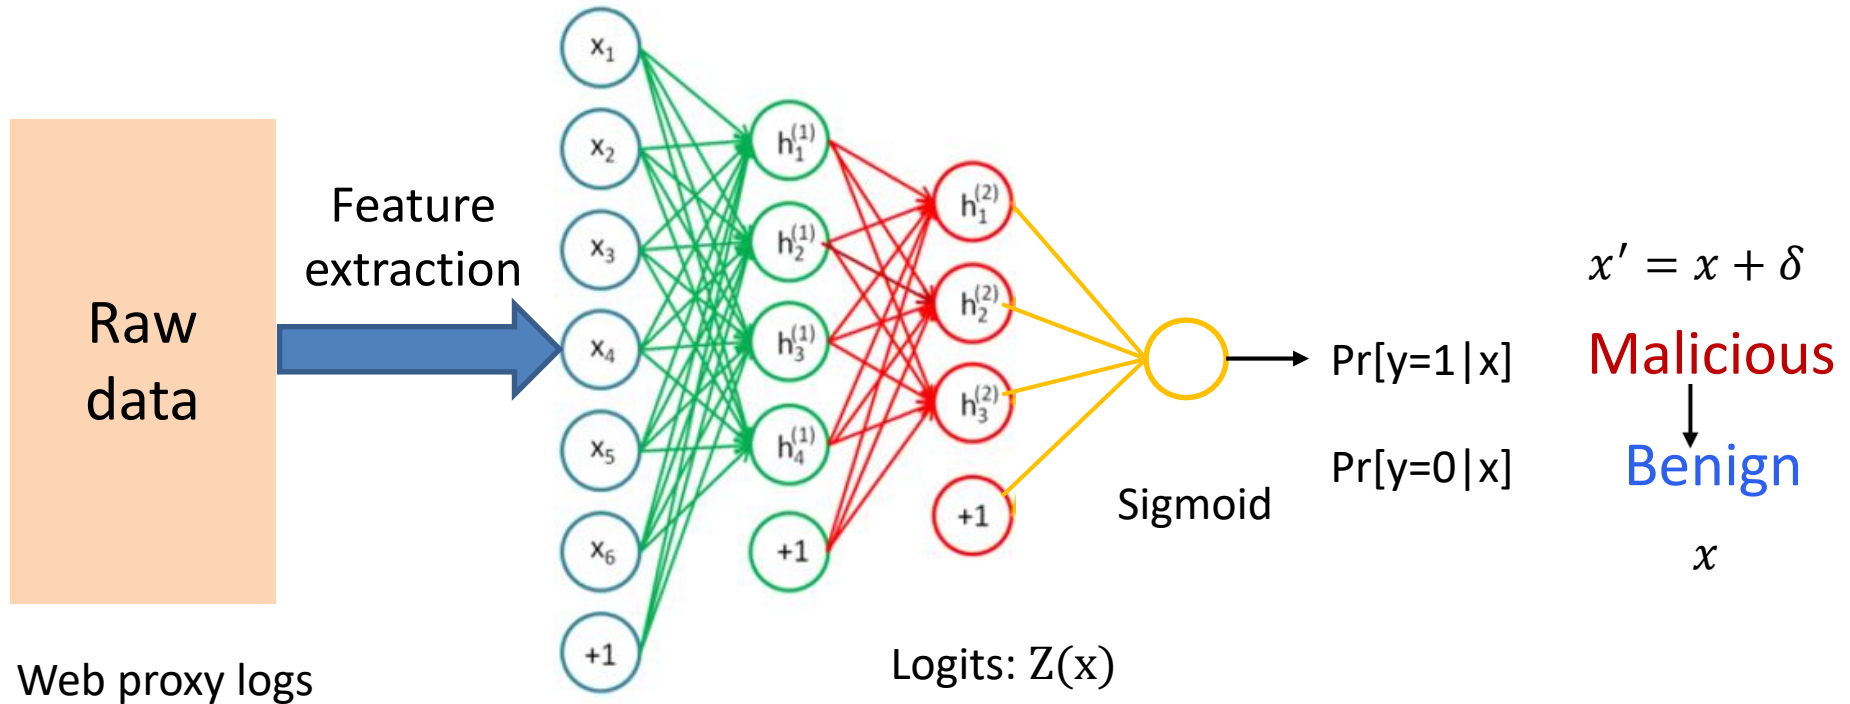 Raw
data
Web proxy logs
Feature
extraction
x₁
x₂
x₃
x₄
x₅
x₆
+1
h₁⁽¹⁾
h₂⁽¹⁾
h₃⁽¹⁾
h₄⁽¹⁾
+1
h₁⁽²⁾
h₂⁽²⁾
h₃⁽²⁾
+1
Logits: Z(x)
Sigmoid
Pr[y=1|x]
Pr[y=0|x]
x′ = x + δ
Malicious
Benign
x